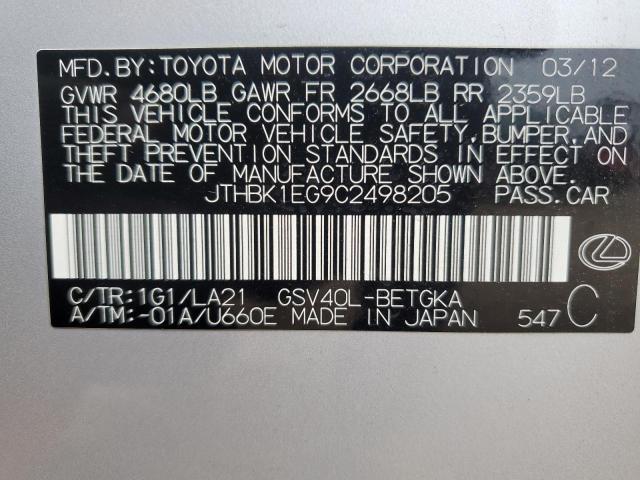 MFD.BY:TOYOTA MOTOR CORPORATION 03/12
GVWR 4680LB GAWR FR 2668LB RR 2359LB
THIS VEHICLE CONFORMS TO ALL APPLICABLE
FEDERAL MOTOR VEHICLE SAFETY,BUMPER,AND
THEFT PREVENTION STANDARDS IN EFFECT ON
THE DATE OF MANUFACTURE SHOWN ABOVE.
JTHBK1EG9C2498205 PASS.CAR
C/TR:1G1/LA21 GSV40L-BETGKA
A/TM:-01A/U660E MADE IN JAPAN 547 C